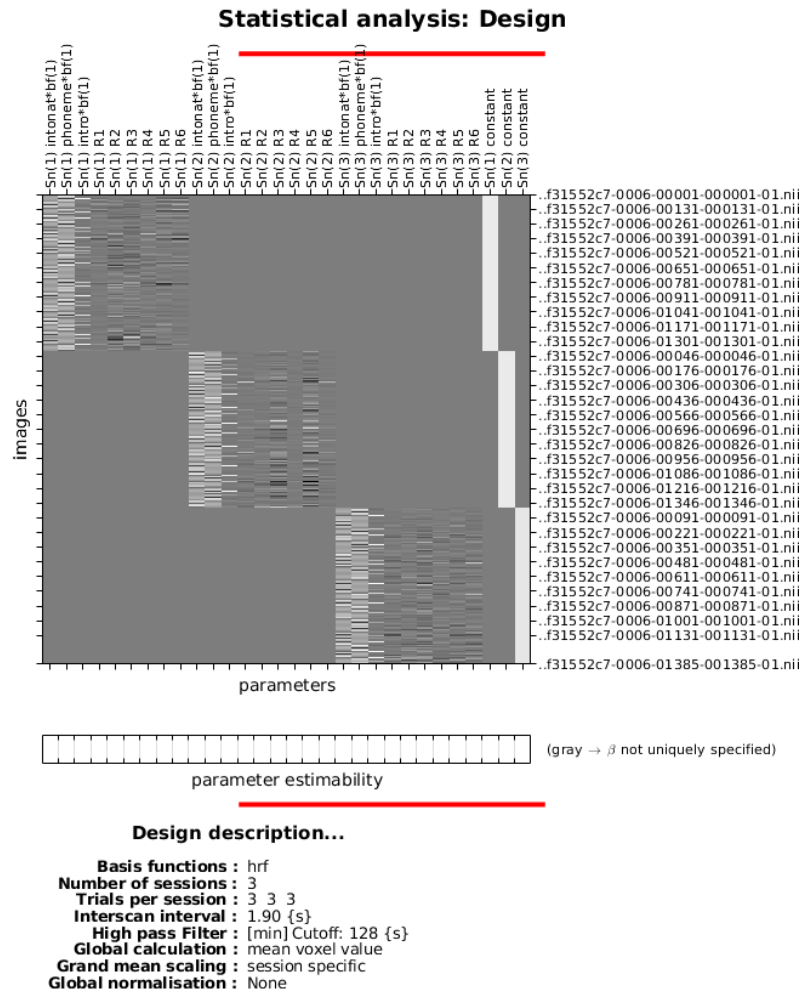 Statistical analysis: Design
Sn(1) intonat*bf(1)
Sn(1) phoneme*bf(1)
Sn(1) intro*bf(1)
Sn(1) R1
Sn(1) R2
Sn(1) R3
Sn(1) R4
Sn(1) R5
Sn(1) R6
Sn(2) intonat*bf(1)
Sn(2) phoneme*bf(1)
Sn(2) intro*bf(1)
Sn(2) R1
Sn(2) R2
Sn(2) R3
Sn(2) R4
Sn(2) R5
Sn(2) R6
Sn(3) intonat*bf(1)
Sn(3) phoneme*bf(1)
Sn(3) intro*bf(1)
Sn(3) R1
Sn(3) R2
Sn(3) R3
Sn(3) R4
Sn(3) R5
Sn(3) R6
Sn(1) constant
Sn(2) constant
Sn(3) constant
images
..f31552c7-0006-00001-000001-01.nii
..f31552c7-0006-00131-000131-01.nii
..f31552c7-0006-00261-000261-01.nii
..f31552c7-0006-00391-000391-01.nii
..f31552c7-0006-00521-000521-01.nii
..f31552c7-0006-00651-000651-01.nii
..f31552c7-0006-00781-000781-01.nii
..f31552c7-0006-00911-000911-01.nii
..f31552c7-0006-01041-001041-01.nii
..f31552c7-0006-01171-001171-01.nii
..f31552c7-0006-01301-001301-01.nii
..f31552c7-0006-00046-000046-01.nii
..f31552c7-0006-00176-000176-01.nii
..f31552c7-0006-00306-000306-01.nii
..f31552c7-0006-00436-000436-01.nii
..f31552c7-0006-00566-000566-01.nii
..f31552c7-0006-00696-000696-01.nii
..f31552c7-0006-00826-000826-01.nii
..f31552c7-0006-00956-000956-01.nii
..f31552c7-0006-01086-001086-01.nii
..f31552c7-0006-01216-001216-01.nii
..f31552c7-0006-01346-001346-01.nii
..f31552c7-0006-00091-000091-01.nii
..f31552c7-0006-00221-000221-01.nii
..f31552c7-0006-00351-000351-01.nii
..f31552c7-0006-00481-000481-01.nii
..f31552c7-0006-00611-000611-01.nii
..f31552c7-0006-00741-000741-01.nii
..f31552c7-0006-00871-000871-01.nii
..f31552c7-0006-01001-001001-01.nii
..f31552c7-0006-01131-001131-01.nii
..f31552c7-0006-01385-001385-01.nii
parameters
(gray → β not uniquely specified)
parameter estimability
Design description...
Basis functions : hrf
Number of sessions : 3
Trials per session : 3 3 3
Interscan interval : 1.90 {s}
High pass Filter : [min] Cutoff: 128 {s}
Global calculation : mean voxel value
Grand mean scaling : session specific
Global normalisation : None